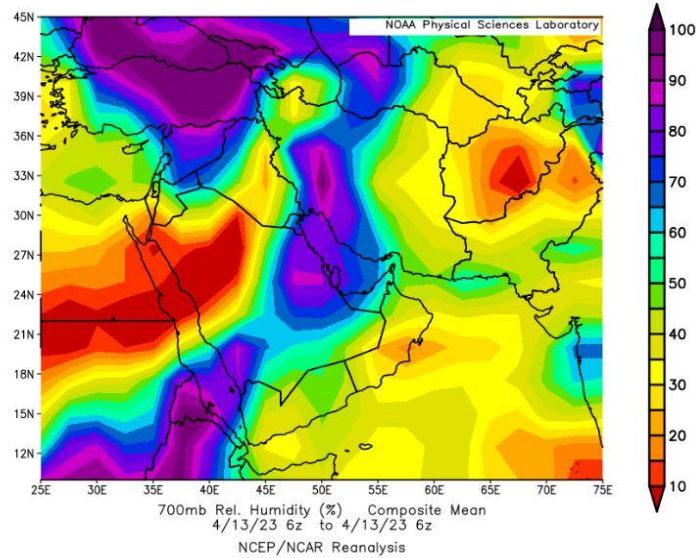 NOAA Physical Sciences Laboratory
45N
42N
39N
36N
33N
30N
27N
24N
21N
18N
15N
12N
25E 30E 35E 40E 45E 50E 55E 60E 65E 70E 75E
100
90
80
70
60
50
40
30
20
10
700mb Rel. Humidity (%) Composite Mean
4/13/23 6z to 4/13/23 6z
NCEP/NCAR Reanalysis